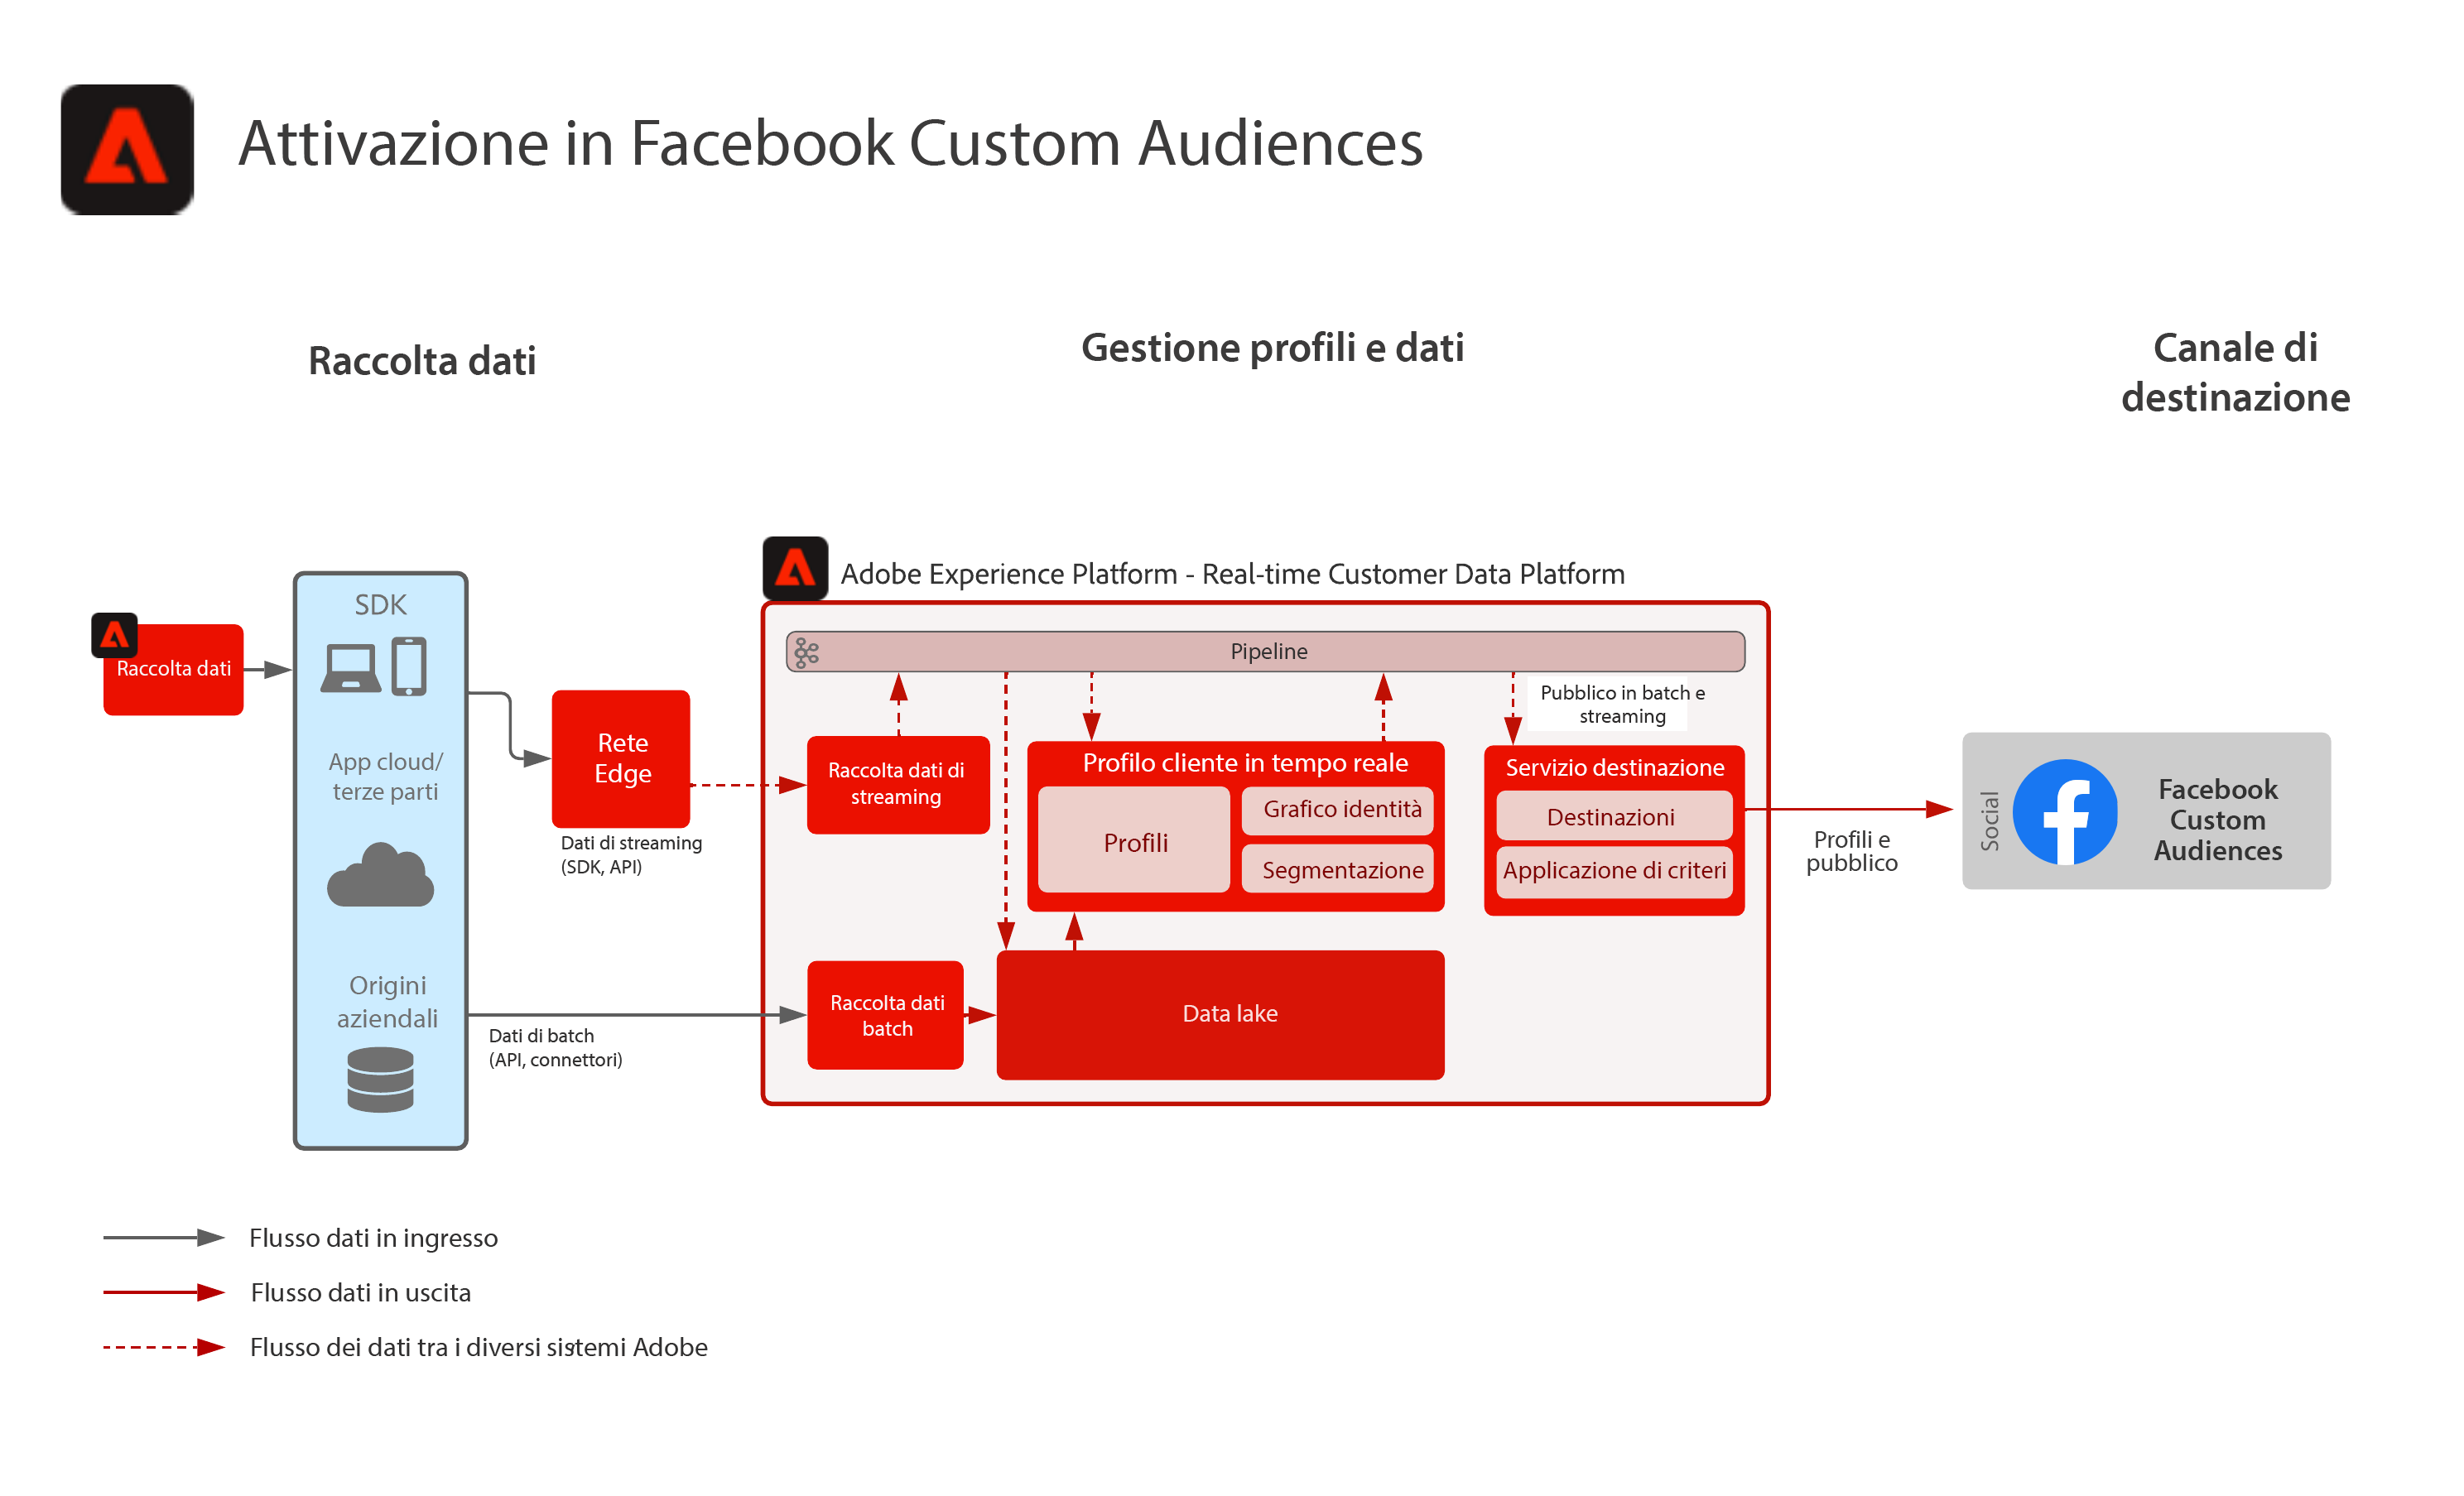 Attivazione in Facebook Custom Audiences
Raccolta dati
Gestione profili e dati
Canale di
destinazione
Adobe Experience Platform - Real-time Customer Data Platform
SDK
Raccolta dati
App cloud/
terze parti
Origini
aziendali
Rete
Edge
Dati di streaming
(SDK, API)
Dati di batch
(API, connettori)
Pipeline
Pubblico in batch e
streaming
Raccolta dati di
streaming
Profilo cliente in tempo reale
Profili
Grafico identità
Segmentazione
Servizio destinazione
Destinazioni
Applicazione di criteri
Raccolta dati
batch
Data lake
Profili e
pubblico
Social
Facebook
Custom
Audiences
Flusso dati in ingresso
Flusso dati in uscita
Flusso dei dati tra i diversi sistemi Adobe